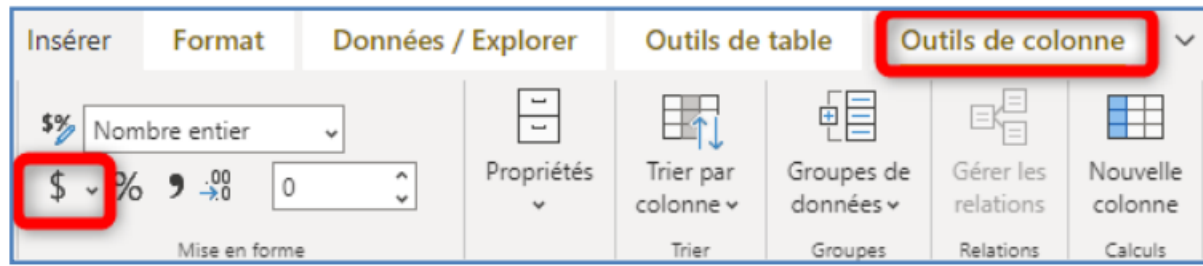 Insérer Format Données / Explorer Outils de table Outils de colonne
$% Nombre entier
$ % , .00 →.0 0
Mise en forme
Propriétés
Trier par
colonne
Trier
Groupes de
données
Groupes
Gérer les
relations
Relations
Nouvelle
colonne
Calculs